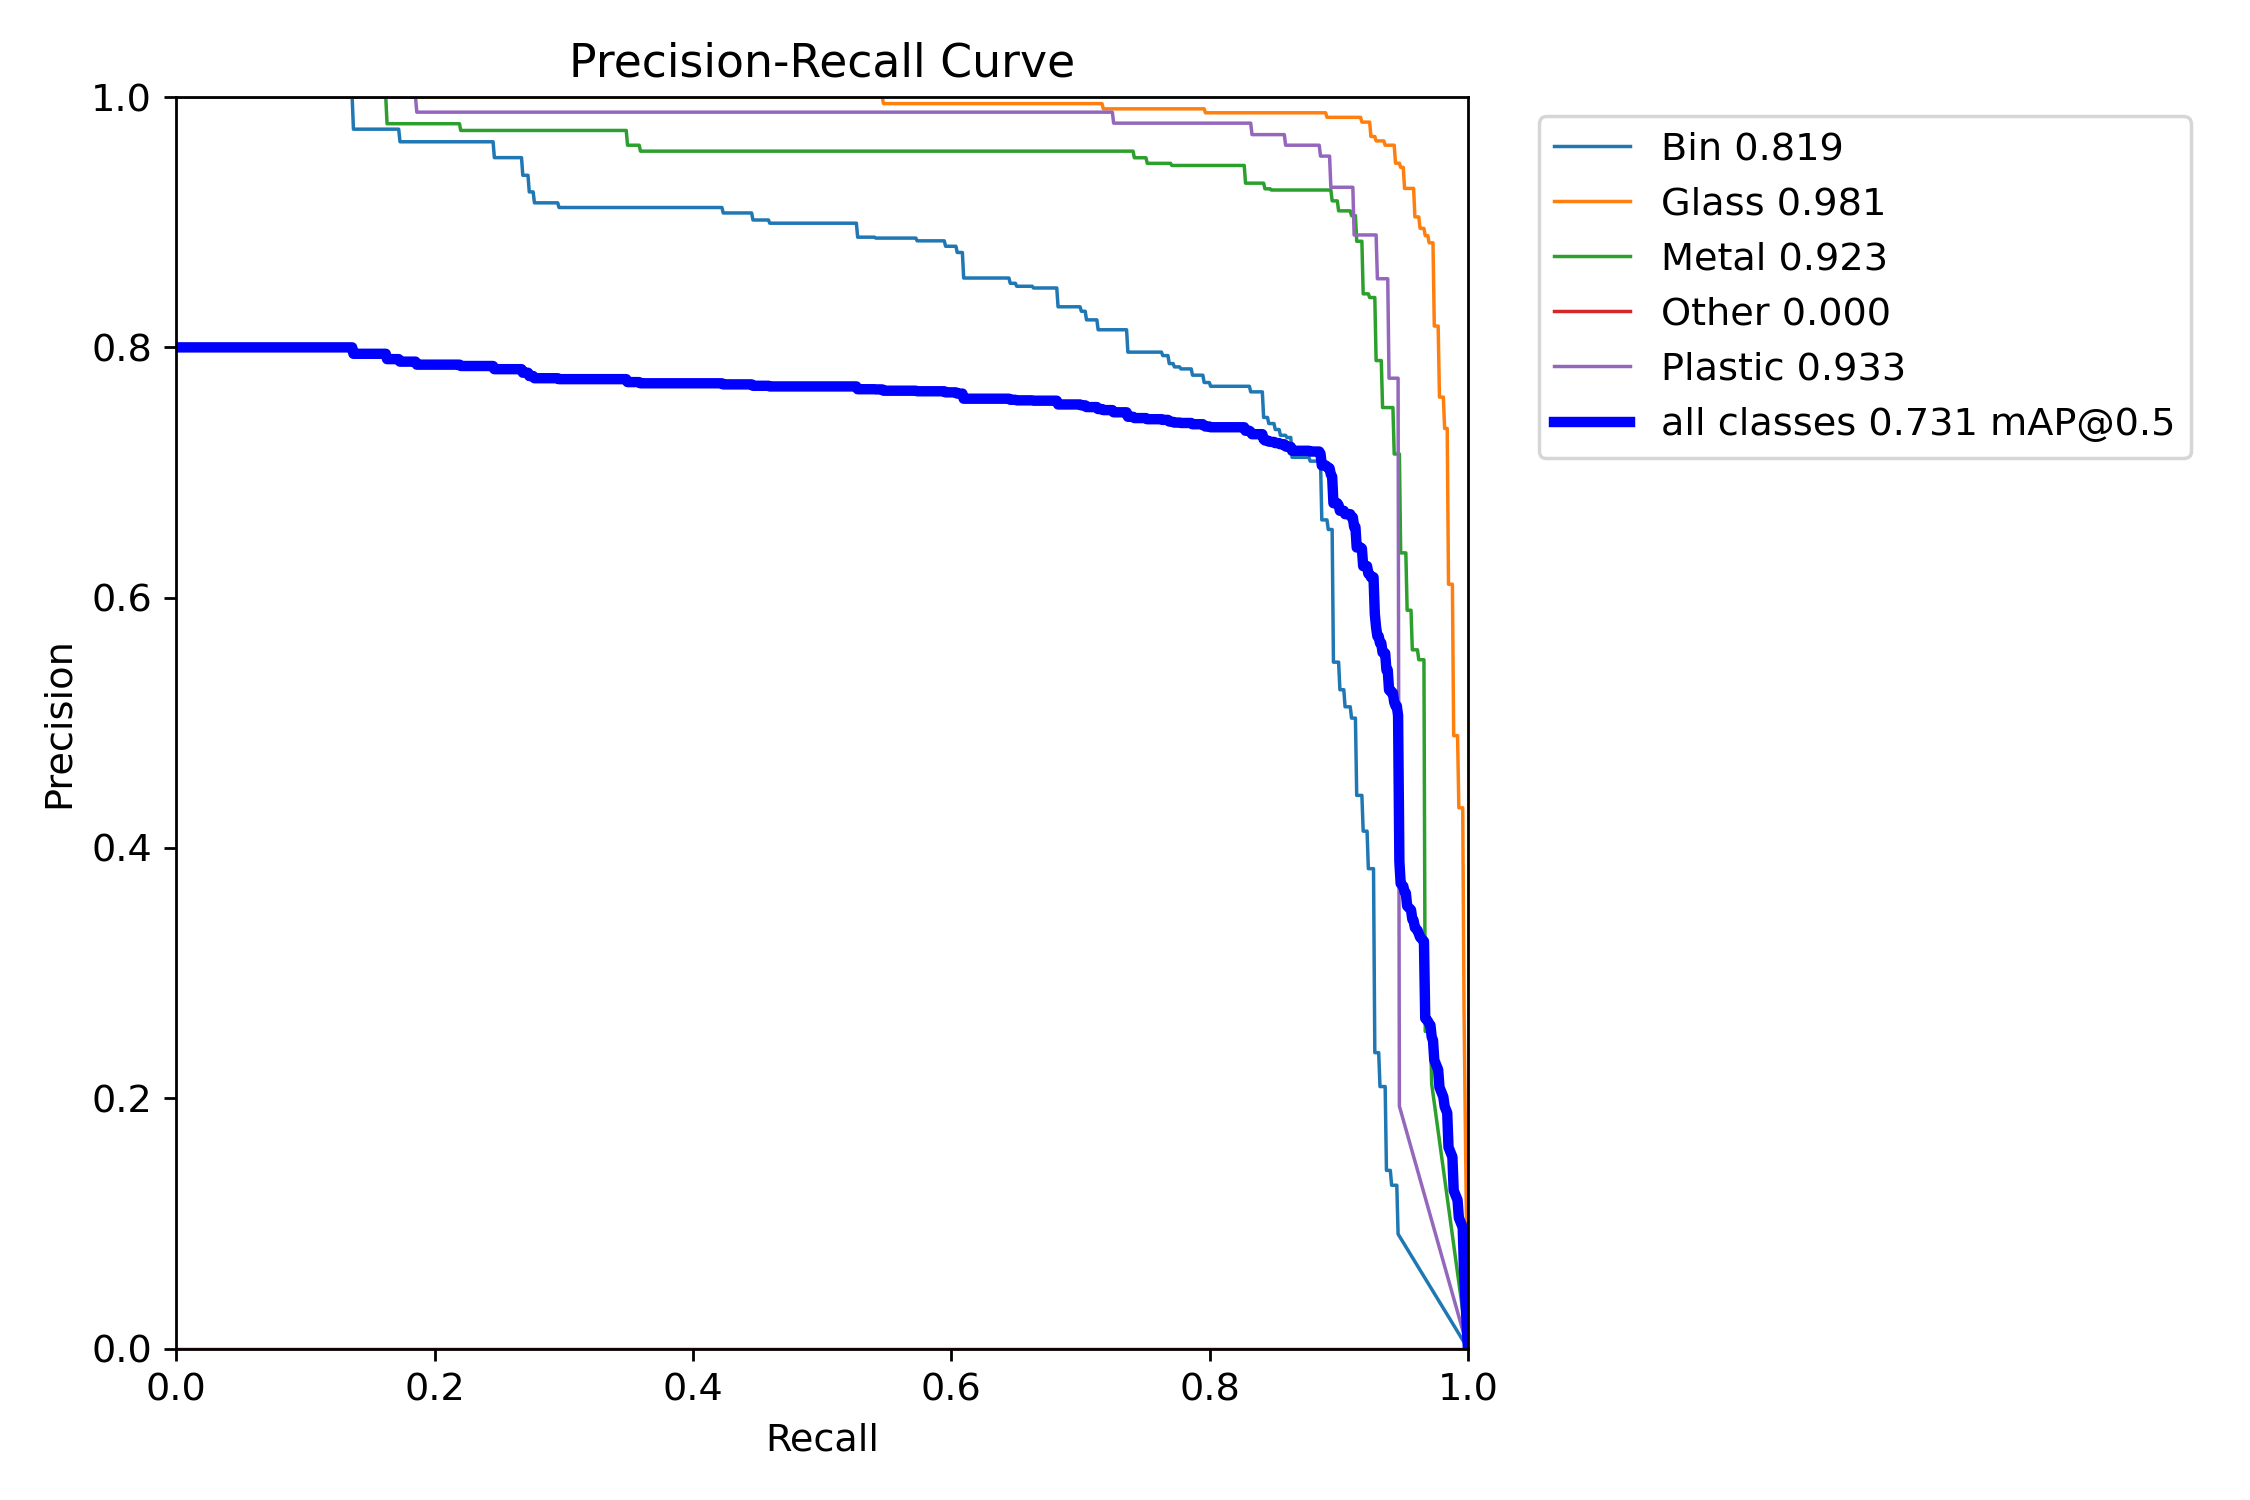 Precision-Recall Curve
1.0
0.8
0.6
0.4
0.2
0.0
Precision
0.0 0.2 0.4 0.6 0.8 1.0
Recall
Bin 0.819
Glass 0.981
Metal 0.923
Other 0.000
Plastic 0.933
all classes 0.731 mAP@0.5